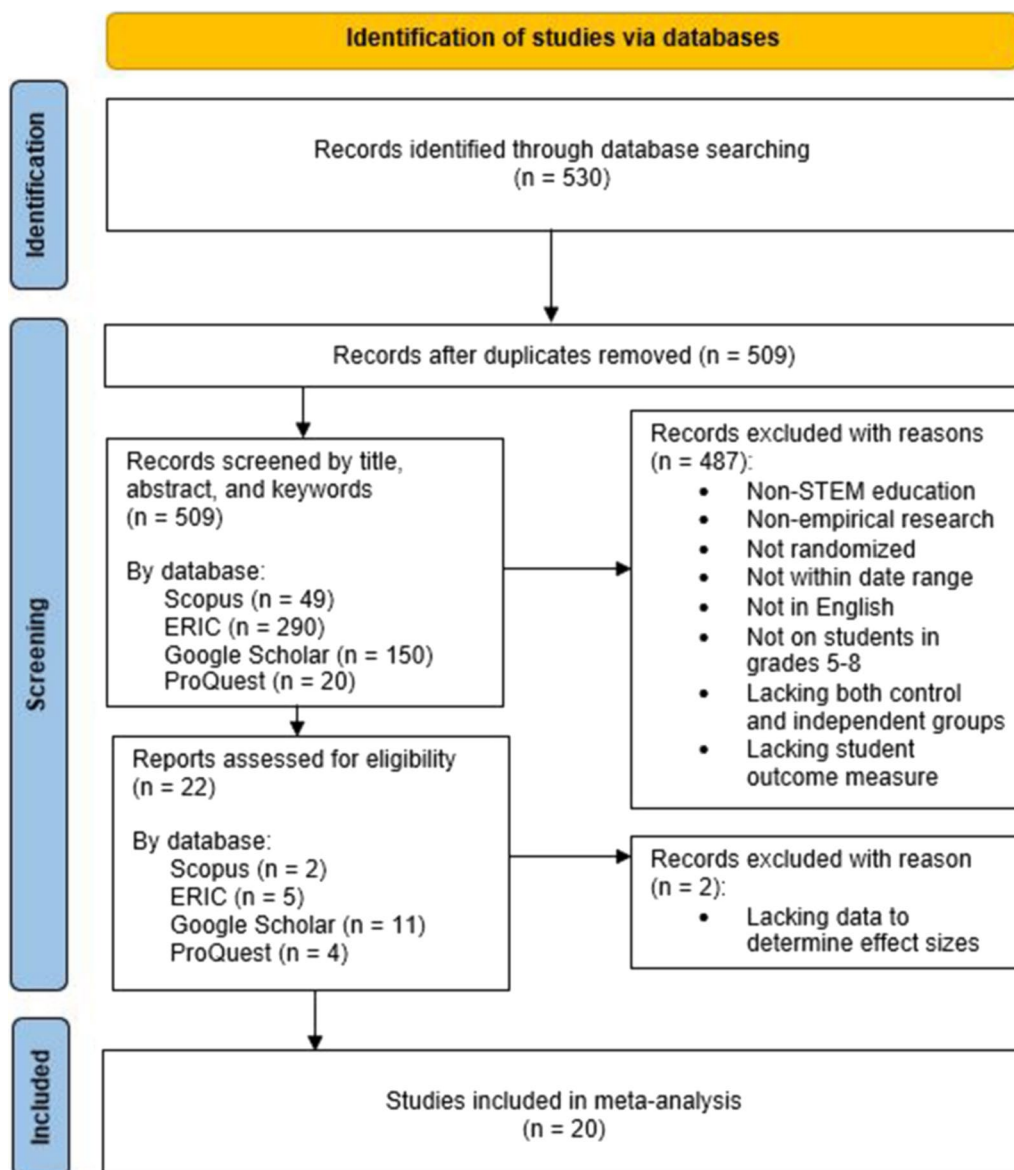 Identification of studies via databases
Identification
Records identified through database searching
(n = 530)
Screening
Records after duplicates removed (n = 509)
Records screened by title,
abstract, and keywords
(n = 509)
By database:
Scopus (n = 49)
ERIC (n = 290)
Google Scholar (n = 150)
ProQuest (n = 20)
Records excluded with reasons
(n = 487):
• Non-STEM education
• Non-empirical research
• Not randomized
• Not within date range
• Not in English
• Not on students in
grades 5-8
• Lacking both control
and independent groups
• Lacking student
outcome measure
Reports assessed for eligibility
(n = 22)
By database:
Scopus (n = 2)
ERIC (n = 5)
Google Scholar (n = 11)
ProQuest (n = 4)
Records excluded with reason
(n = 2):
• Lacking data to
determine effect sizes
Included
Studies included in meta-analysis
(n = 20)